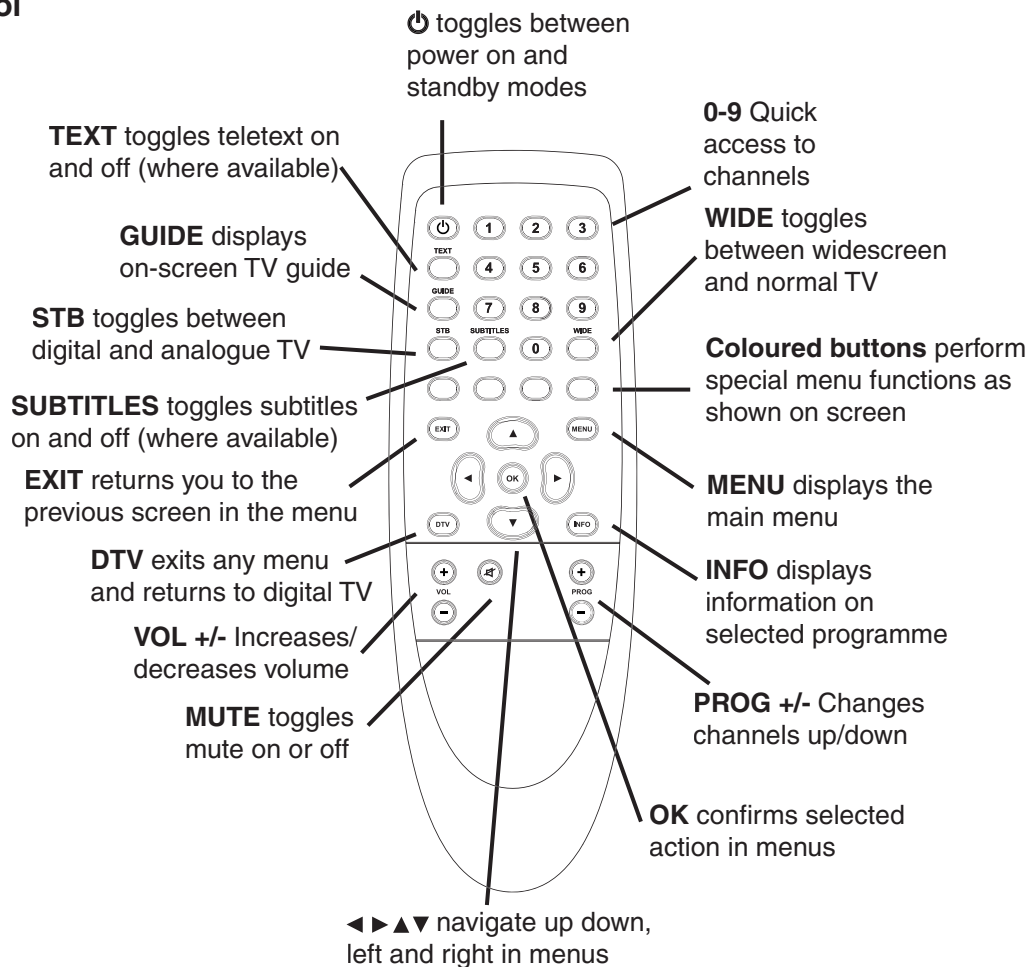 ⏻ toggles between
power on and
standby modes
TEXT toggles teletext on
and off (where available)
GUIDE displays
on-screen TV guide
STB toggles between
digital and analogue TV
SUBTITLES toggles subtitles
on and off (where available)
EXIT returns you to the
previous screen in the menu
DTV exits any menu
and returns to digital TV
VOL +/- Increases/
decreases volume
MUTE toggles
mute on or off
0-9 Quick
access to
channels
WIDE toggles
between widescreen
and normal TV
Coloured buttons perform
special menu functions as
shown on screen
MENU displays the
main menu
INFO displays
information on
selected programme
PROG +/- Changes
channels up/down
OK confirms selected
action in menus
◄ ► ▲ ▼ navigate up down,
left and right in menus
⏻ 1 2 3
TEXT
4 5 6
GUIDE
7 8 9
STB SUBTITLES WIDE
0
EXIT ▲ MENU
◄ OK ►
DTV ▼ INFO
+ +
VOL PROG
- -